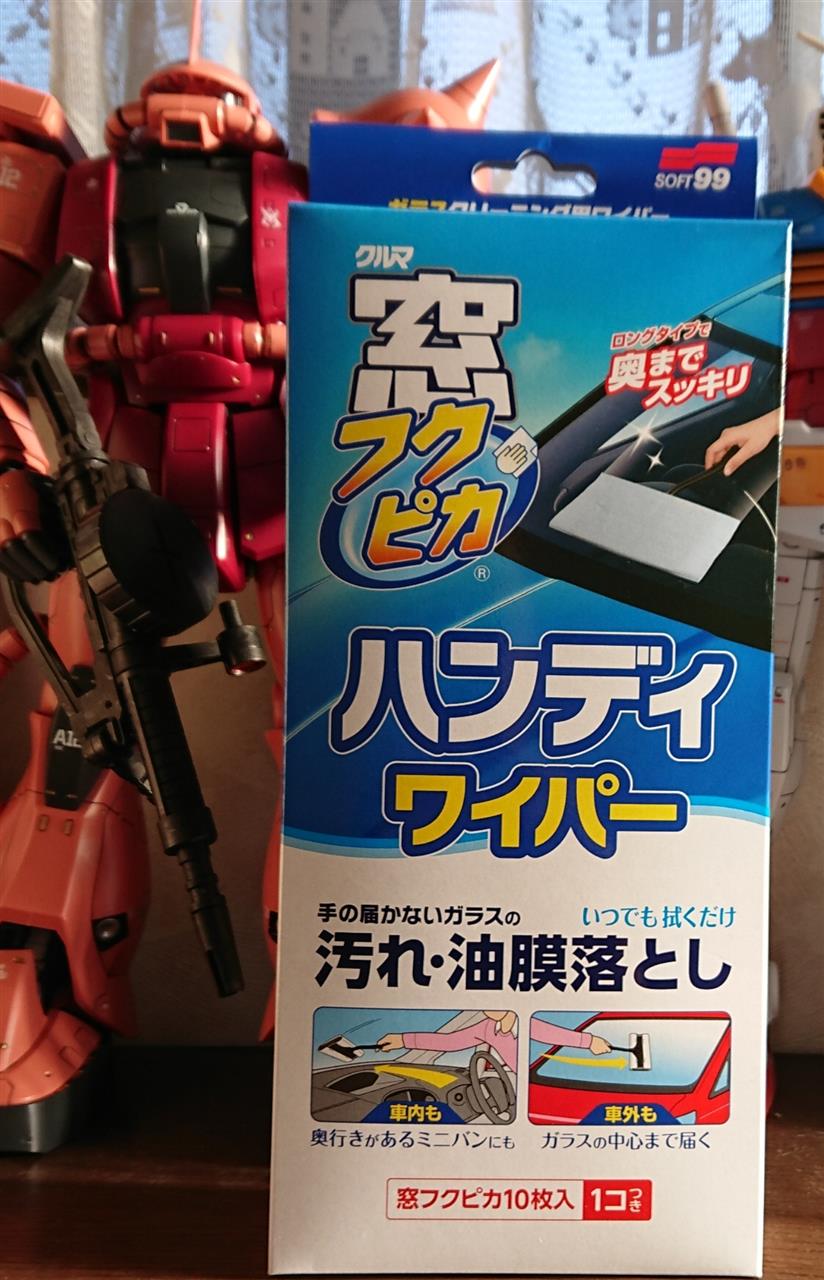 SOFT99
ガラスクリーニング用ワイパー
クルマ
窓
フク
ピカ
®
ロングタイプで
奥まで
スッキリ
ハンディ
ワイパー
手の届かないガラスの いつでも拭くだけ
汚れ・油膜落とし
車内も
奥行きがあるミニバンにも
車外も
ガラスの中心まで届く
窓フクピカ10枚入 1コつき